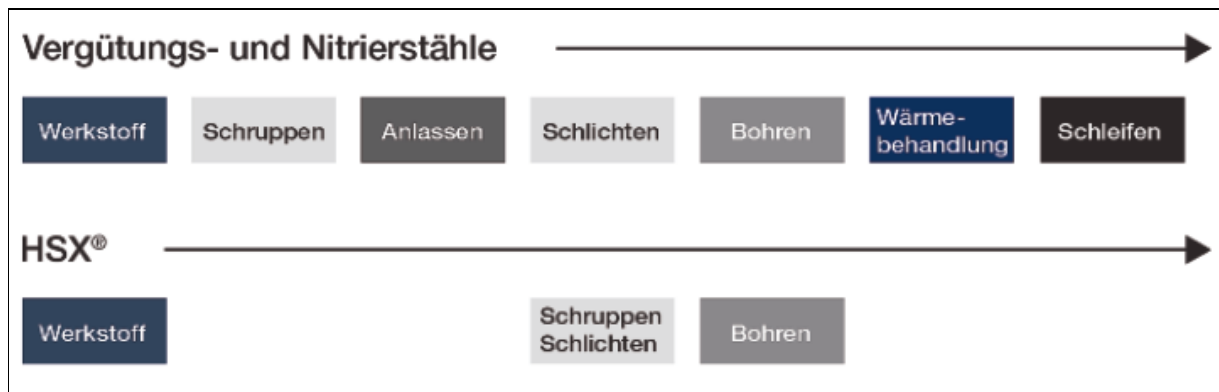 Vergütungs- und Nitrierstähle
Werkstoff Schruppen Anlassen Schlichten Bohren Wärme-
behandlung Schleifen
HSX®
Werkstoff Schruppen
Schlichten Bohren